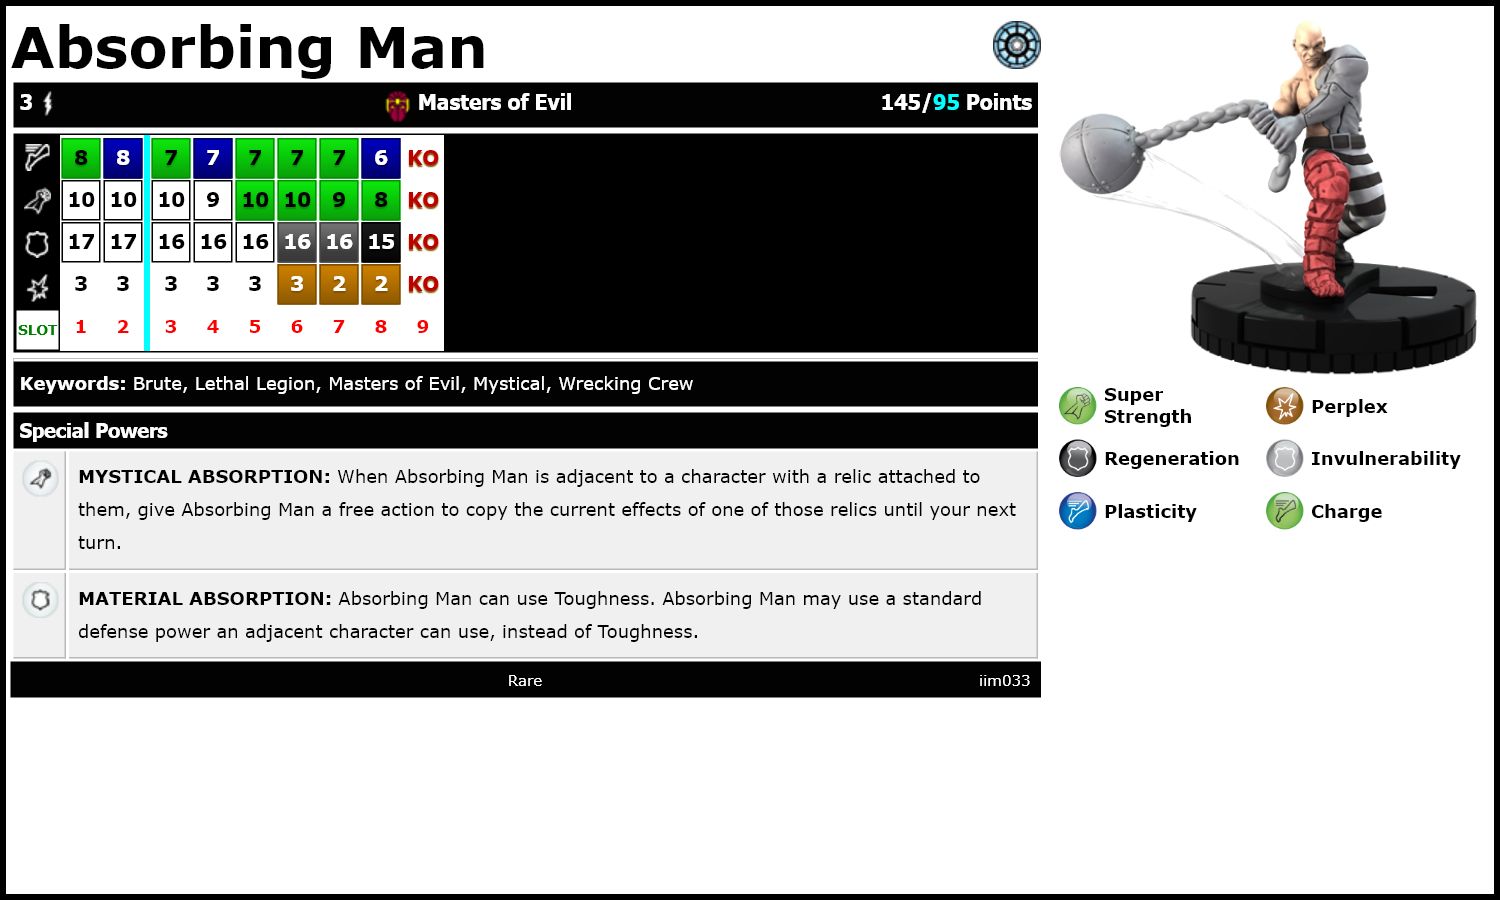 Absorbing Man
3 Masters of Evil 145/95 Points
8 8 7 7 7 7 7 6 KO
10 10 10 9 10 10 9 8 KO
17 17 16 16 16 16 16 15 KO
3 3 3 3 3 3 2 2 KO
SLOT 1 2 3 4 5 6 7 8 9
Keywords: Brute, Lethal Legion, Masters of Evil, Mystical, Wrecking Crew
Special Powers
MYSTICAL ABSORPTION: When Absorbing Man is adjacent to a character with a relic attached to
them, give Absorbing Man a free action to copy the current effects of one of those relics until your next
turn.
MATERIAL ABSORPTION: Absorbing Man can use Toughness. Absorbing Man may use a standard
defense power an adjacent character can use, instead of Toughness.
Rare iim033
Super
Strength
Perplex
Regeneration
Invulnerability
Plasticity
Charge